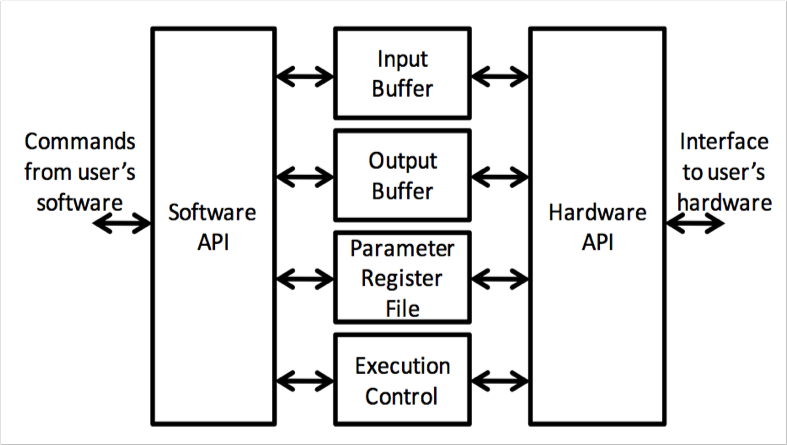 Commands
from user's
software
Software
API
Input
Buffer
Output
Buffer
Parameter
Register
File
Execution
Control
Hardware
API
Interface
to user's
hardware